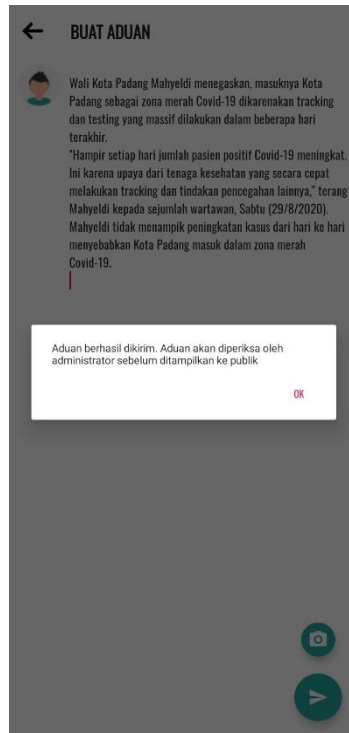 BUAT ADUAN
Wali Kota Padang Mahyeldi menegaskan, masuknya Kota
Padang sebagai zona merah Covid-19 dikarenakan tracking
dan testing yang massif dilakukan dalam beberapa hari
terakhir.
"Hampir setiap hari jumlah pasien positif Covid-19 meningkat.
Ini karena upaya dari tenaga kesehatan yang secara cepat
melakukan tracking dan tindakan pencegahan lainnya," terang
Mahyeldi kepada sejumlah wartawan, Sabtu (29/8/2020).
Mahyeldi tidak menampik peningkatan kasus dari hari ke hari
menyebabkan Kota Padang masuk dalam zona merah
Covid-19.
Aduan berhasil dikirim. Aduan akan diperiksa oleh
administrator sebelum ditampilkan ke publik
OK